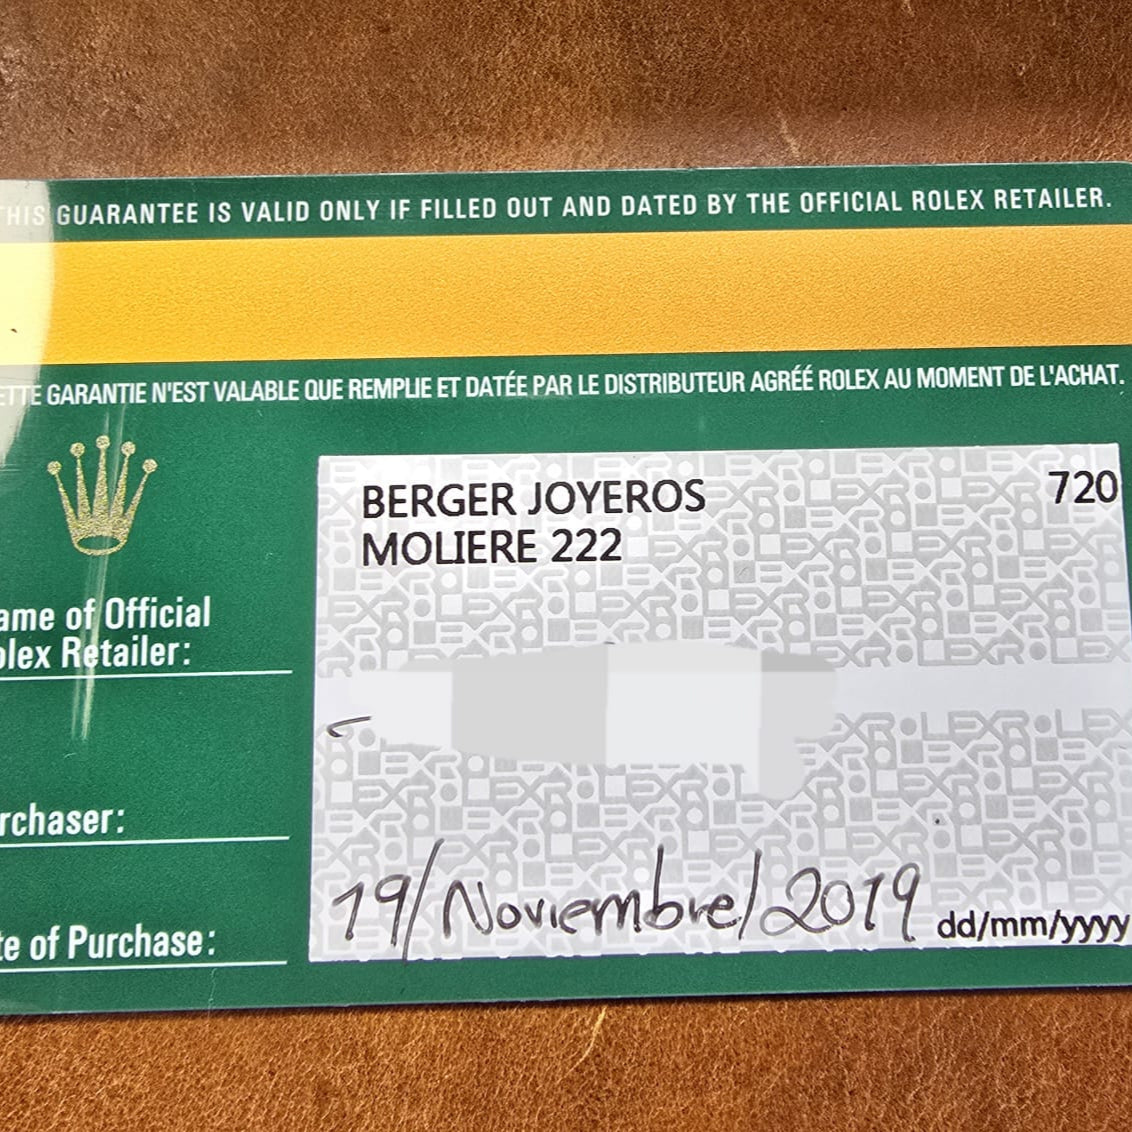 THIS GUARANTEE IS VALID ONLY IF FILLED OUT AND DATED BY THE OFFICIAL ROLEX RETAILER.
ETTE GARANTIE N'EST VALABLE QUE REMPLIE ET DATÉE PAR LE DISTRIBUTEUR AGRÉÉ ROLEX AU MOMENT DE L'ACHAT.
BERGER JOYEROS 720
MOLIERE 222
ame of Official
olex Retailer:
rchaser:
19/Noviembre/2019 dd/mm/yyyy
te of Purchase: